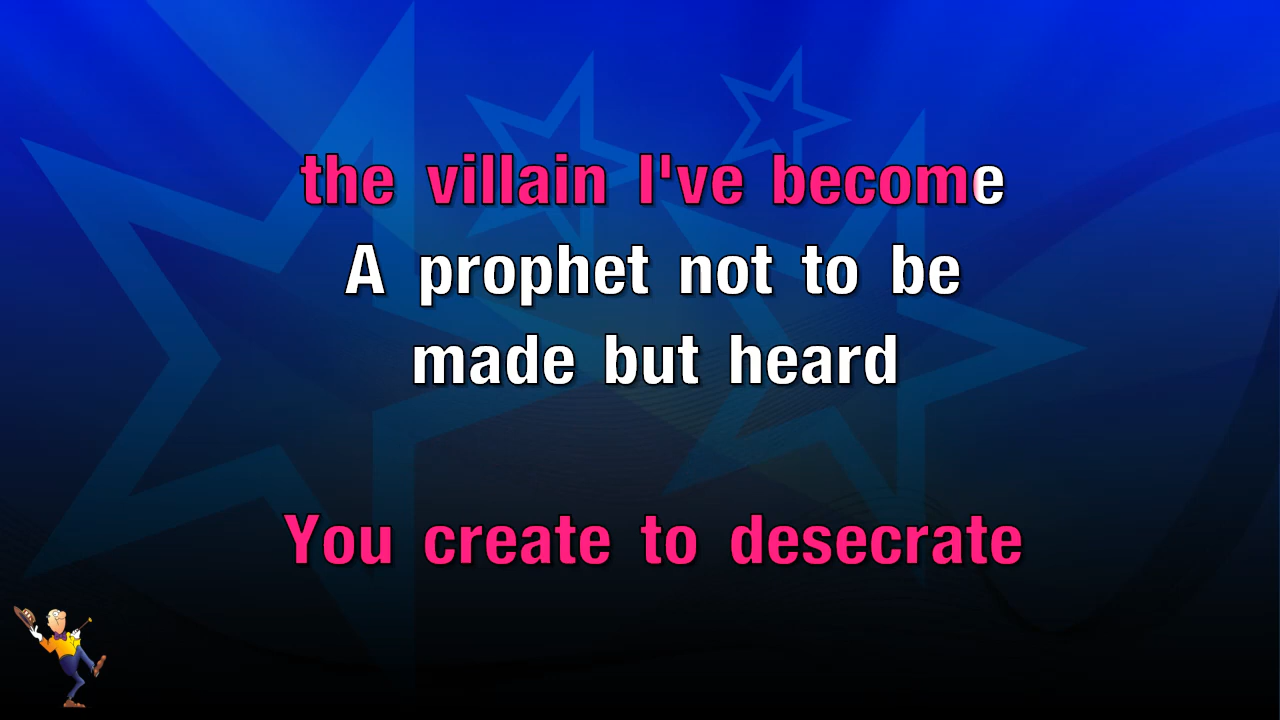 the villain I've become
A prophet not to be
made but heard
You create to desecrate